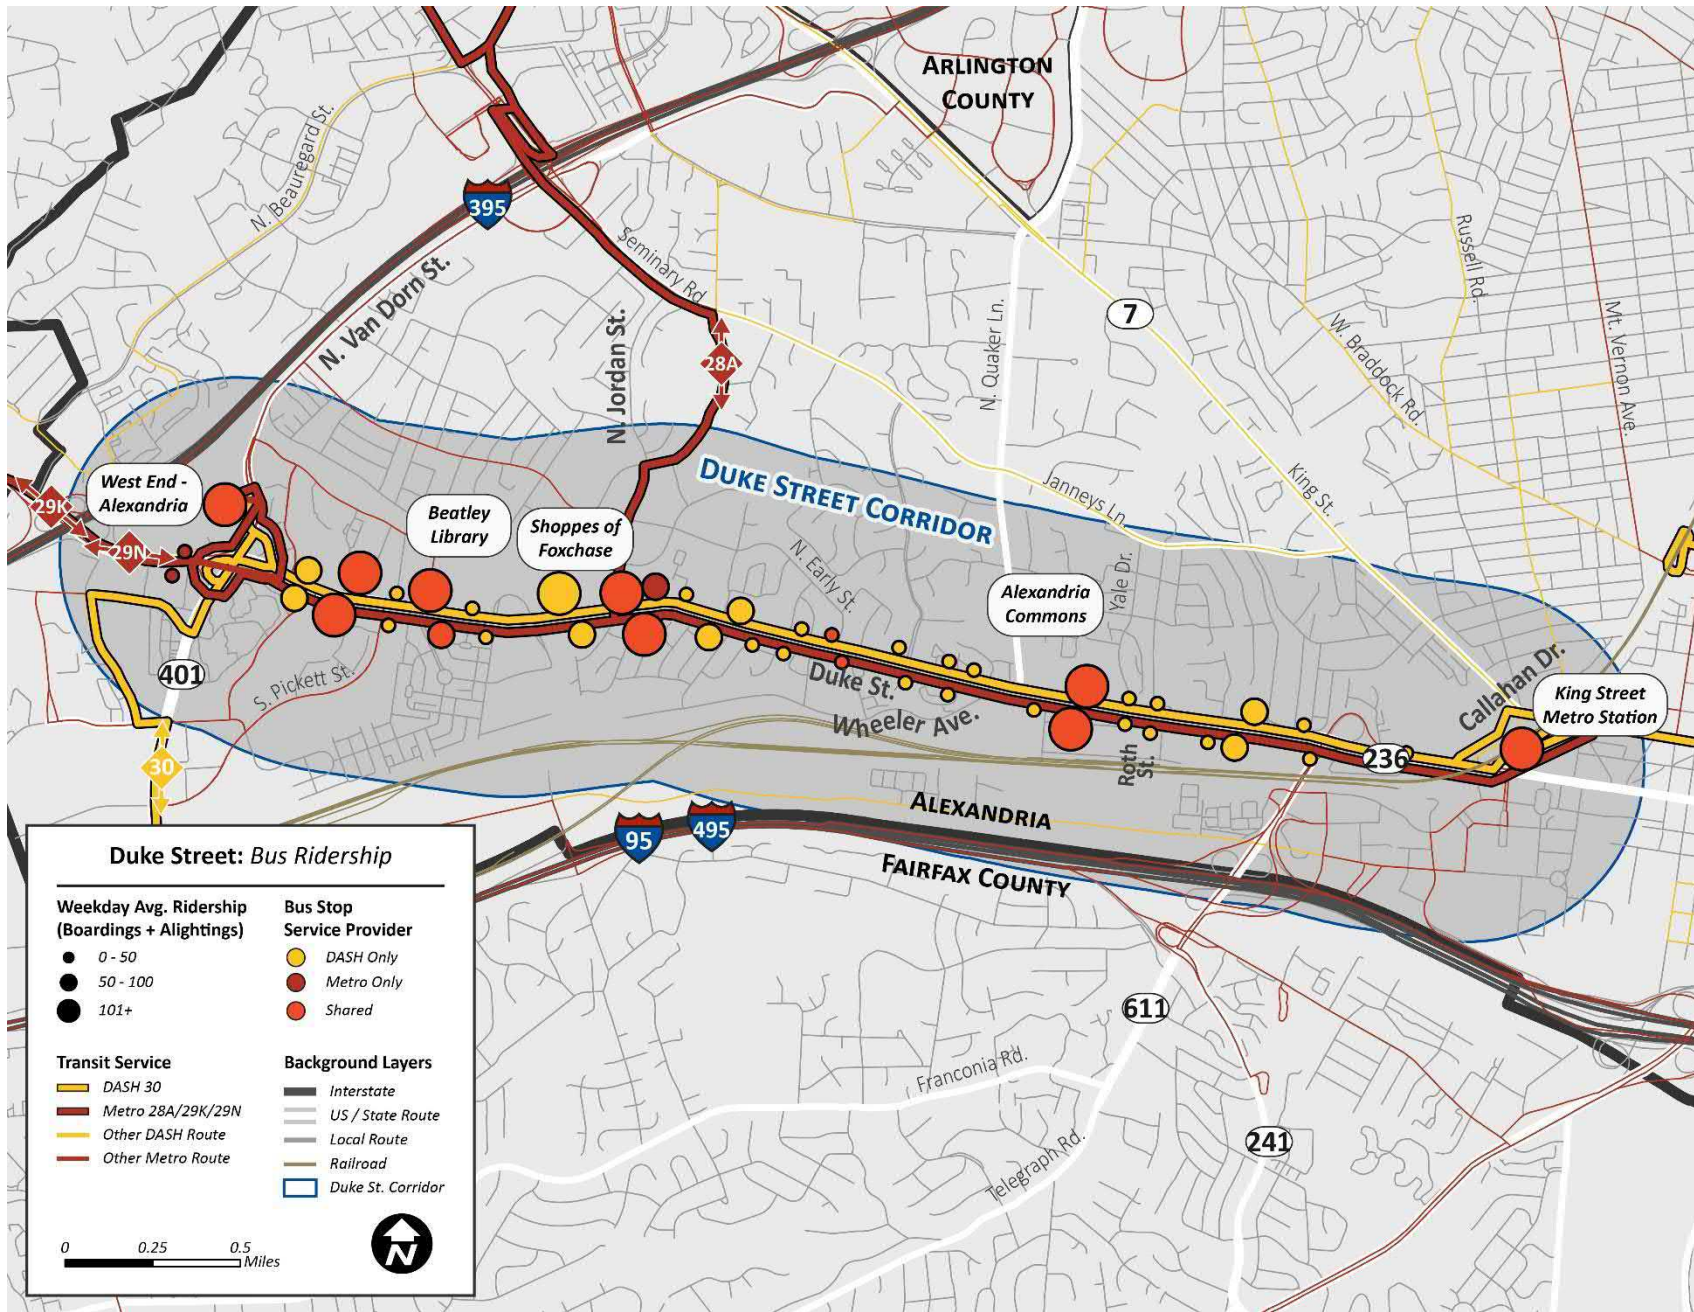 ARLINGTON
COUNTY
N. Beauregard St.
395
Seminary Rd.
N. Van Dorn St.
N. Jordan St.
28A
N. Quaker Ln.
7
Russell Rd.
W. Braddock Rd.
Mt. Vernon Ave.
King St.
Janneys Ln.
DUKE STREET CORRIDOR
West End -
Alexandria
29K
29N
Beatley
Library
Shoppes of
Foxchase
N. Early St.
Alexandria
Commons
Yale Dr.
401
S. Pickett St.
Duke St.
Wheeler Ave.
Roth
St.
236
Callahan Dr.
King Street
Metro Station
30
95
495
ALEXANDRIA
FAIRFAX COUNTY
611
Franconia Rd.
Telegraph Rd.
241
Duke Street: Bus Ridership
Weekday Avg. Ridership
(Boardings + Alightings)
0 - 50
50 - 100
101+
Bus Stop
Service Provider
DASH Only
Metro Only
Shared
Transit Service
DASH 30
Metro 28A/29K/29N
Other DASH Route
Other Metro Route
Background Layers
Interstate
US / State Route
Local Route
Railroad
Duke St. Corridor
0 0.25 0.5
Miles
N